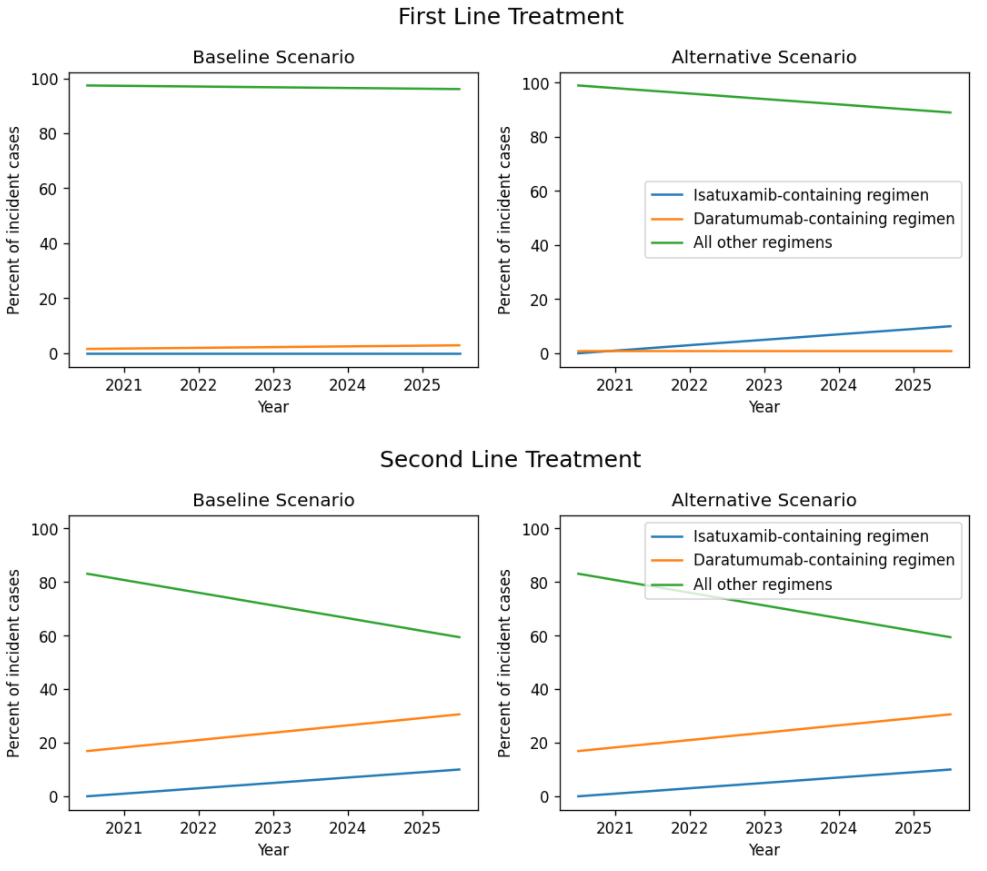 First Line Treatment
Baseline Scenario
Percent of incident cases
100
80
60
40
20
0
2021 2022 2023 2024 2025
Year
Alternative Scenario
Percent of incident cases
100
80
60
40
20
0
Isatuxamib-containing regimen
Daratumumab-containing regimen
All other regimens
2021 2022 2023 2024 2025
Year
Second Line Treatment
Baseline Scenario
Percent of incident cases
100
80
60
40
20
0
2021 2022 2023 2024 2025
Year
Alternative Scenario
Percent of incident cases
100
80
60
40
20
0
Isatuxamib-containing regimen
Daratumumab-containing regimen
All other regimens
2021 2022 2023 2024 2025
Year